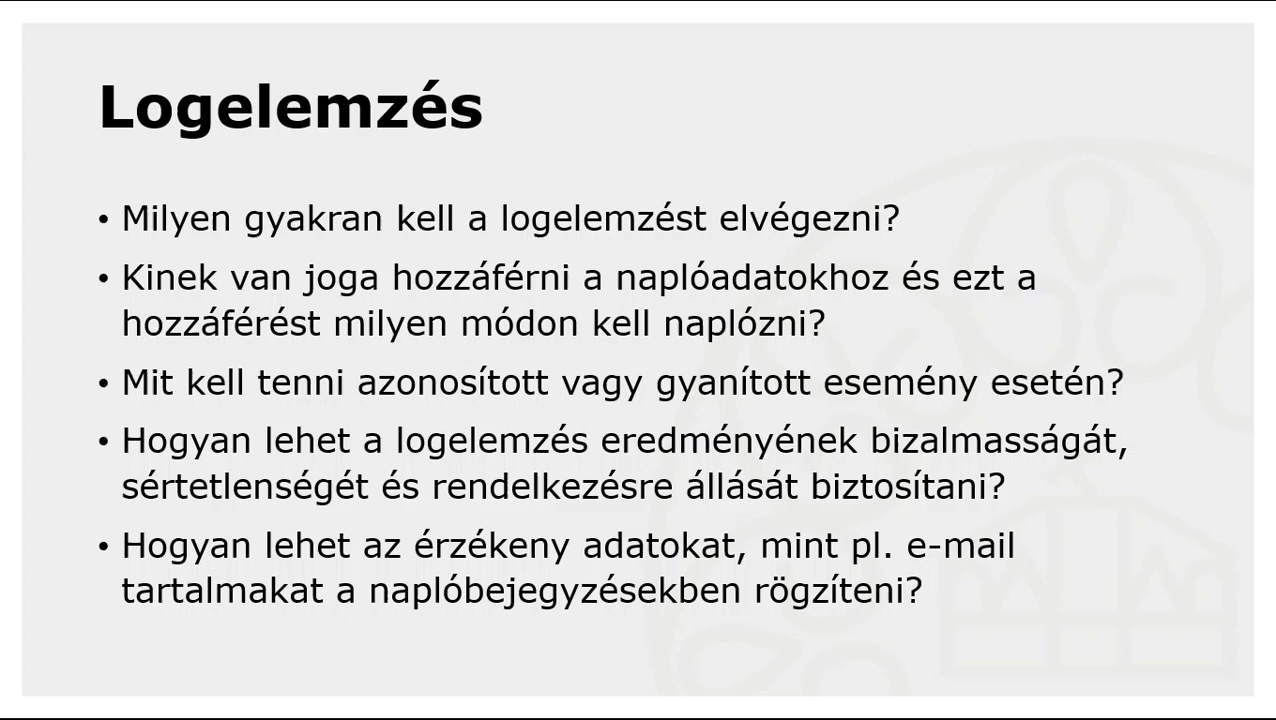 Logelemzés
• Milyen gyakran kell a logelemzést elvégezni?
• Kinek van joga hozzáférni a naplóadatokhoz és ezt a
hozzáférést milyen módon kell naplózni?
• Mit kell tenni azonosított vagy gyanított esemény esetén?
• Hogyan lehet a logelemzés eredményének bizalmasságát,
sértetlenségét és rendelkezésre állását biztosítani?
• Hogyan lehet az érzékeny adatokat, mint pl. e-mail
tartalmakat a naplóbejegyzésekben rögzíteni?